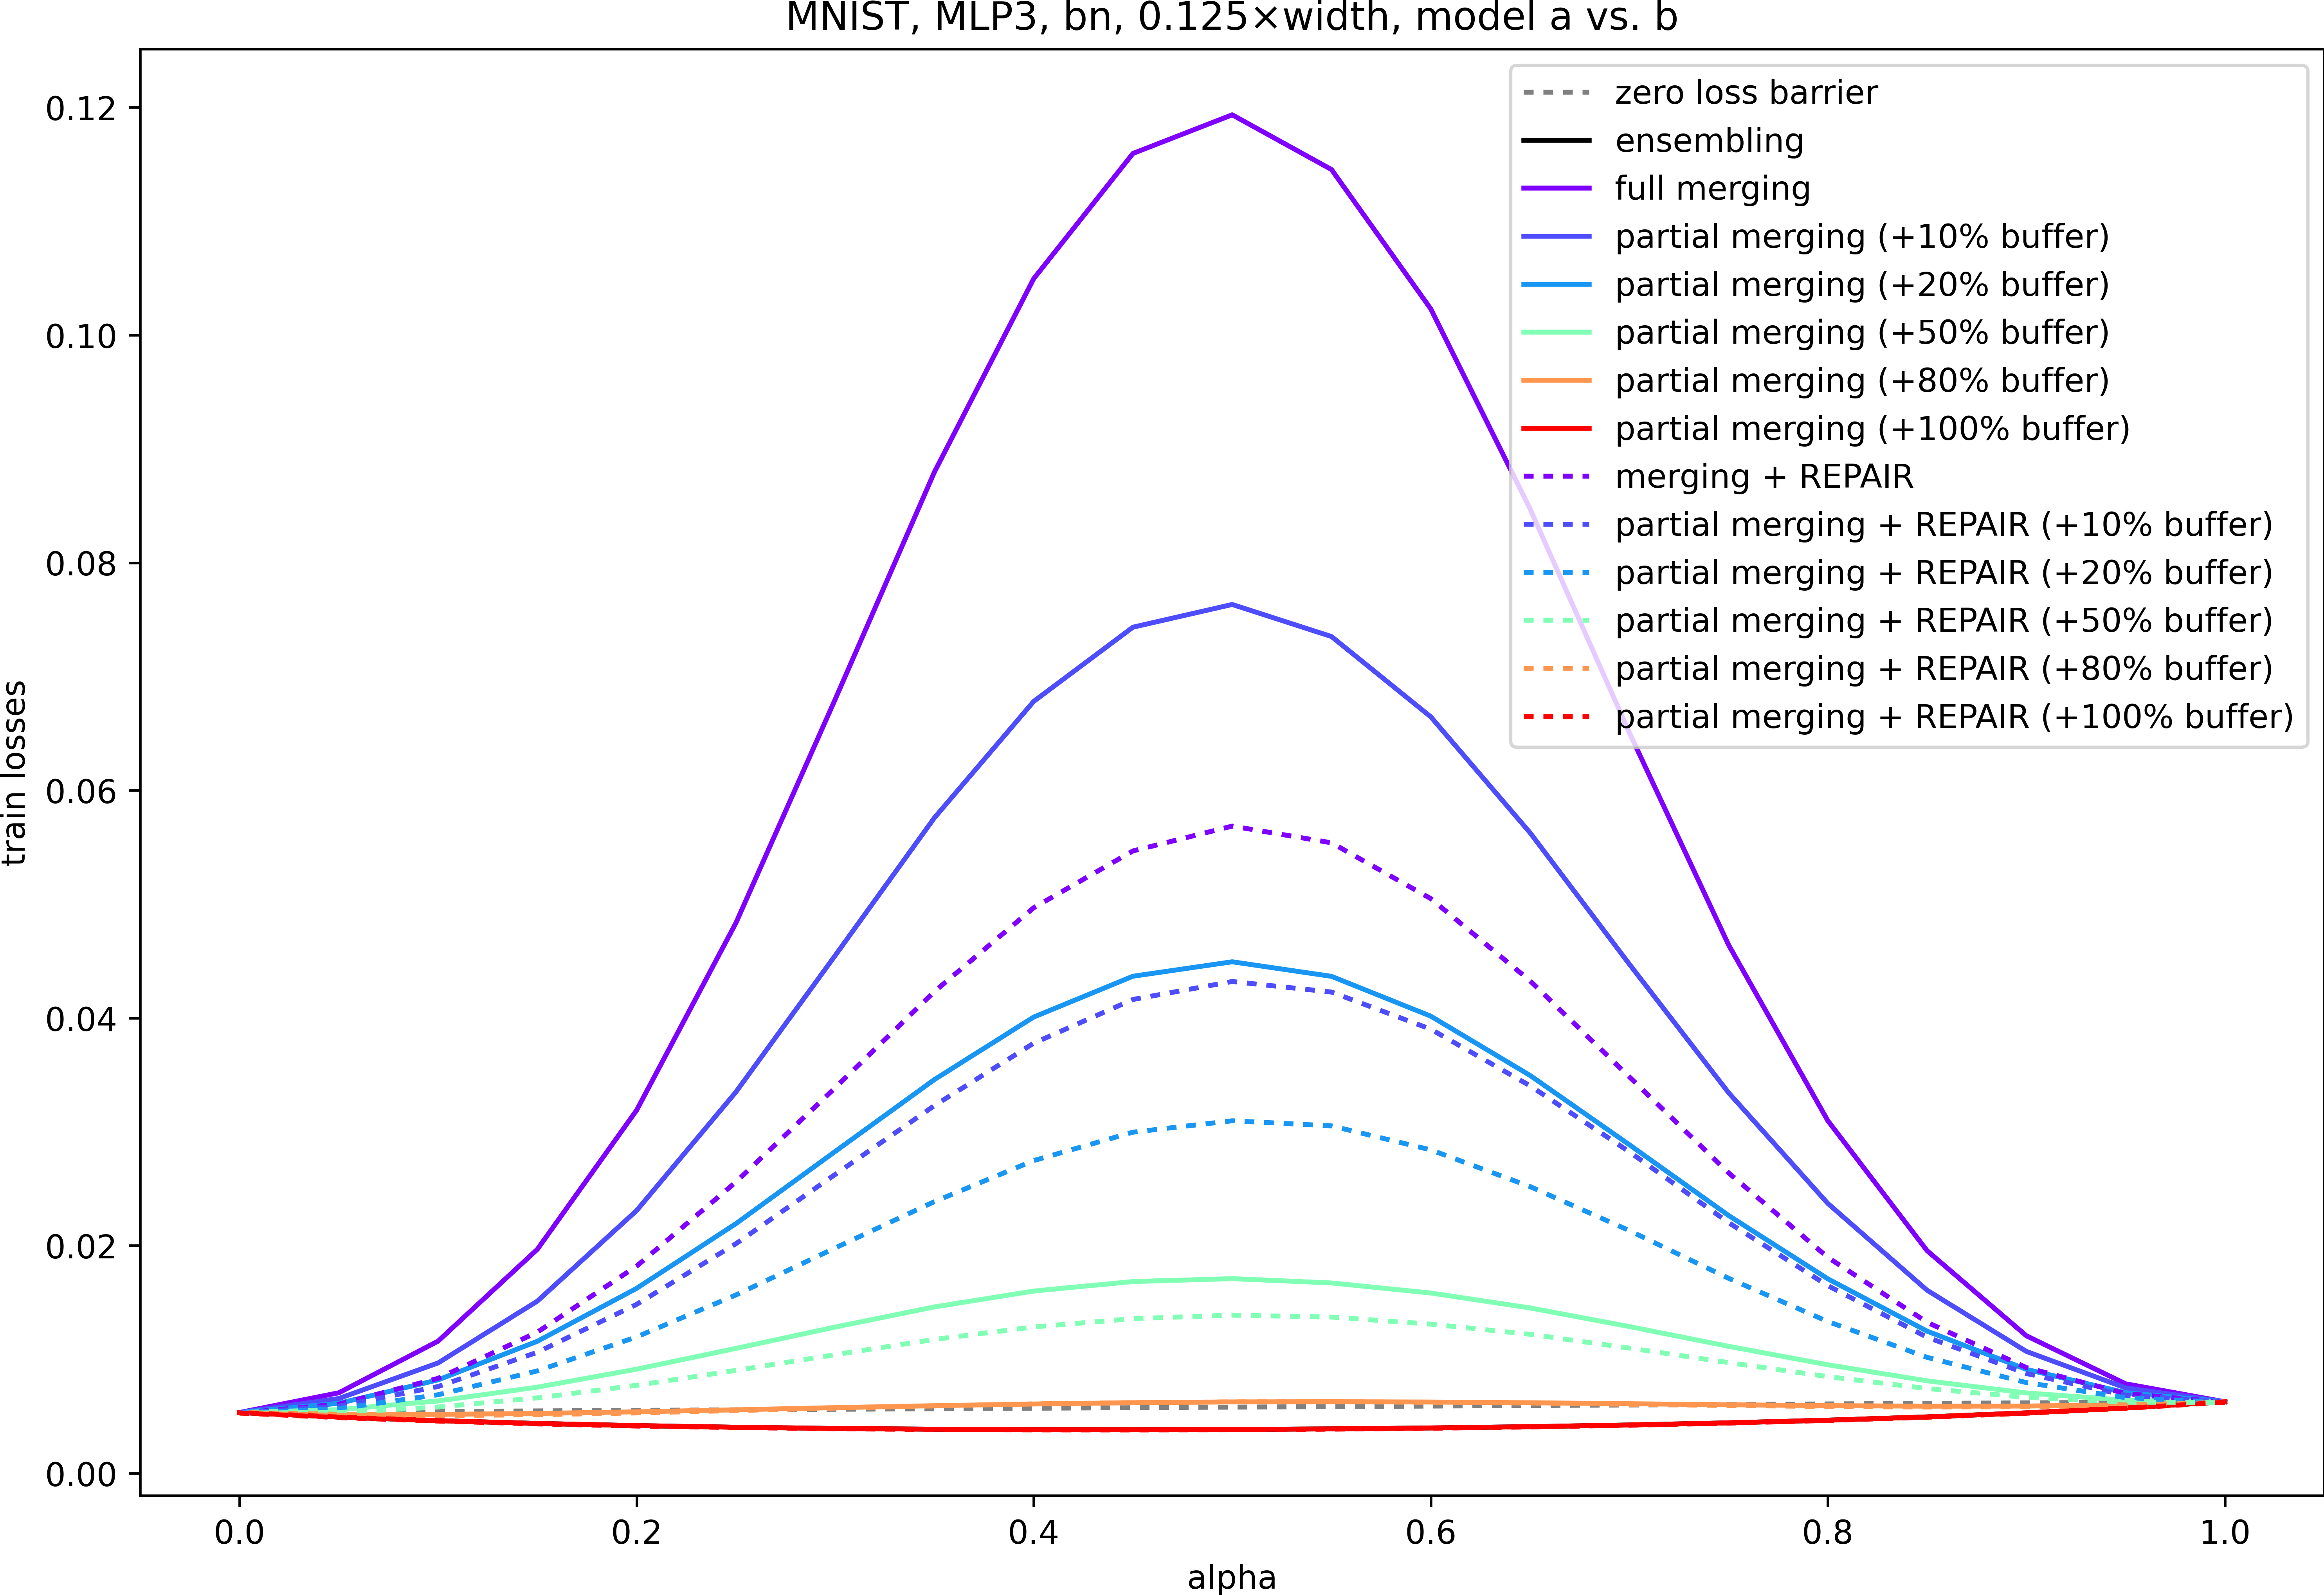 MNIST, MLP3, bn, 0.125×width, model a vs. b
0.12
0.10
0.08
0.06
0.04
0.02
0.00
train losses
zero loss barrier
ensembling
full merging
partial merging (+10% buffer)
partial merging (+20% buffer)
partial merging (+50% buffer)
partial merging (+80% buffer)
partial merging (+100% buffer)
merging + REPAIR
partial merging + REPAIR (+10% buffer)
partial merging + REPAIR (+20% buffer)
partial merging + REPAIR (+50% buffer)
partial merging + REPAIR (+80% buffer)
partial merging + REPAIR (+100% buffer)
0.0 0.2 0.4 0.6 0.8 1.0
alpha